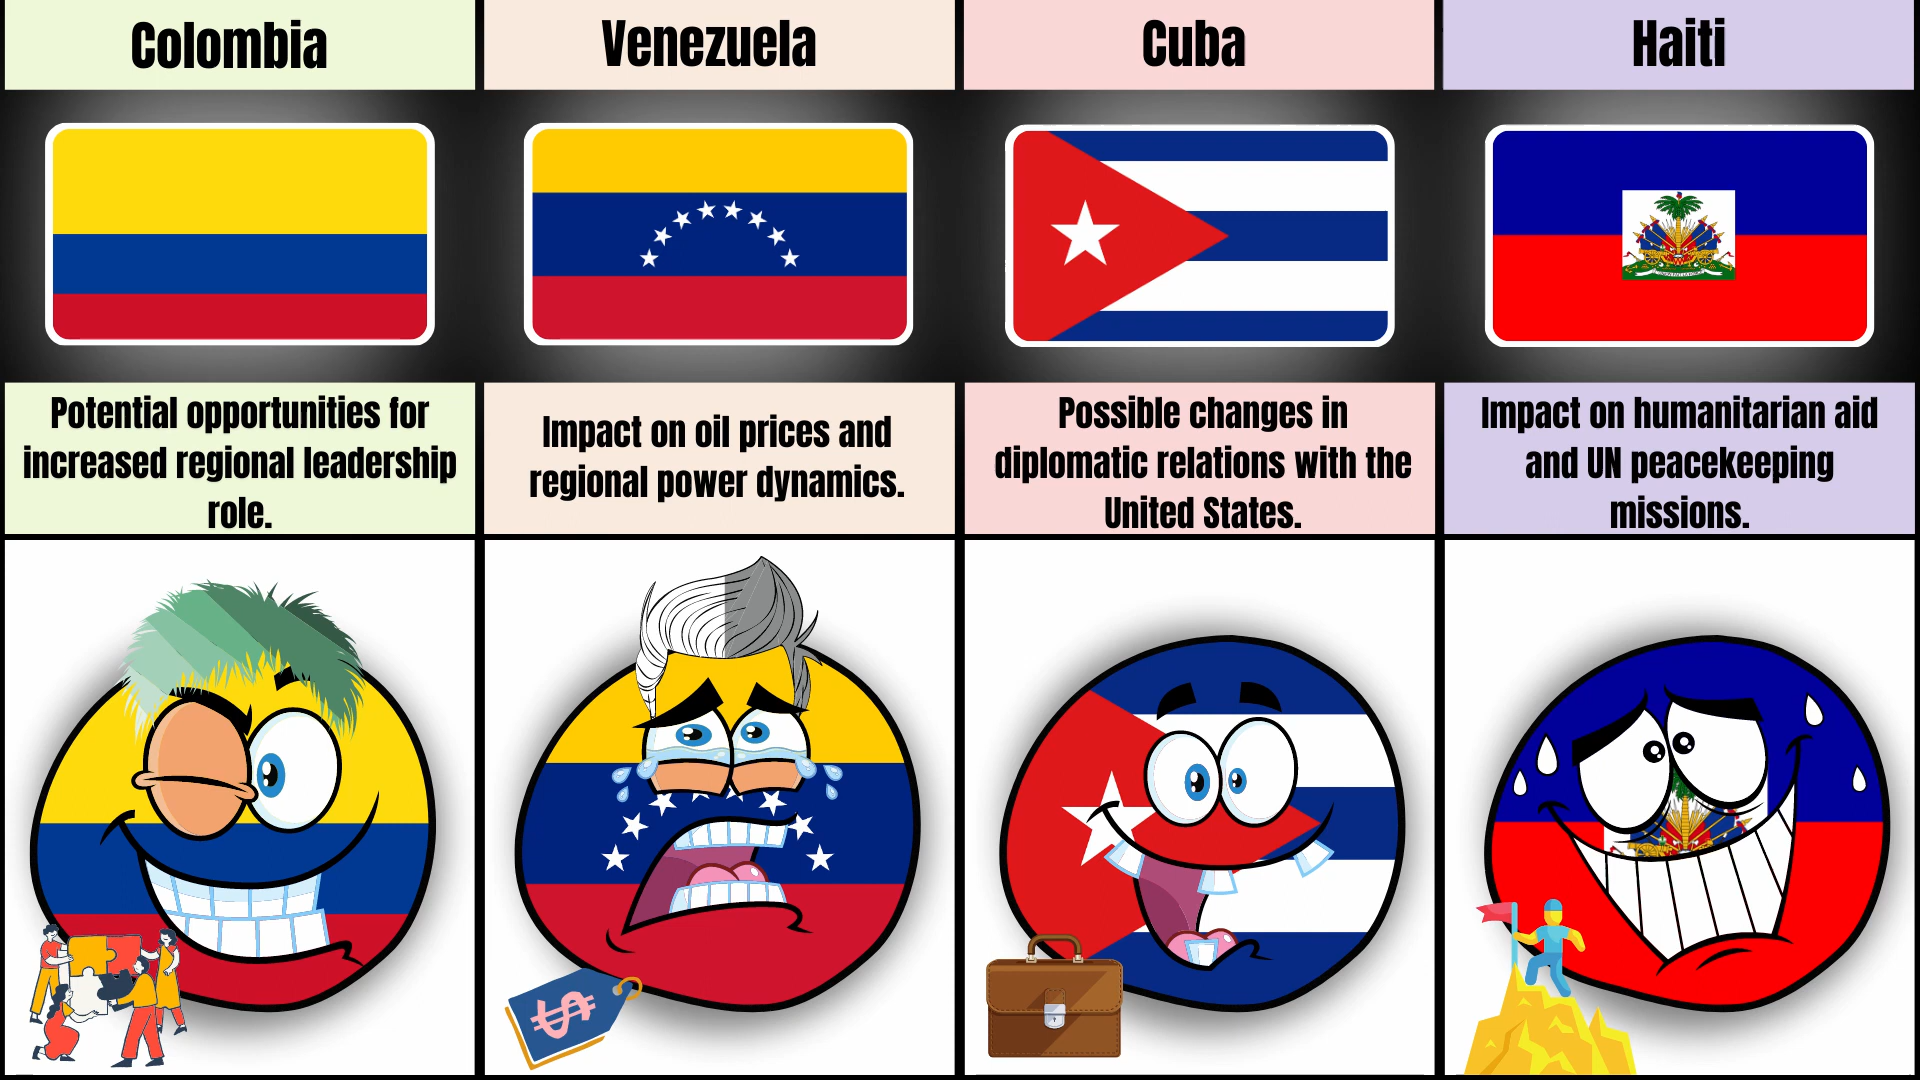 Colombia
Venezuela
Cuba
Haiti
Potential opportunities for
increased regional leadership
role.
Impact on oil prices and
regional power dynamics.
Possible changes in
diplomatic relations with the
United States.
Impact on humanitarian aid
and UN peacekeeping
missions.
$